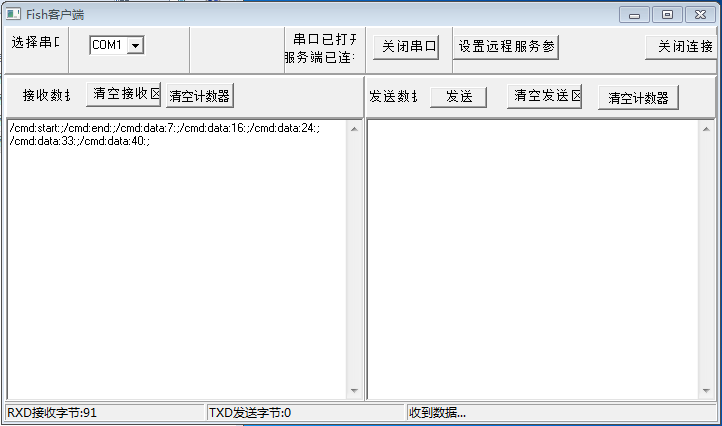 Fish客户端
选择串口
COM1
串口已打开
服务端已连
关闭串口
设置远程服务参
关闭连接
接收数据
清空接收区
清空计数器
发送数据
发送
清空发送区
清空计数器
/cmd:start:;/cmd:end:;/cmd:data:7:;/cmd:data:16:;/cmd:data:24:;
/cmd:data:33:;/cmd:data:40:;
RXD接收字节:91
TXD发送字节:0
收到数据...